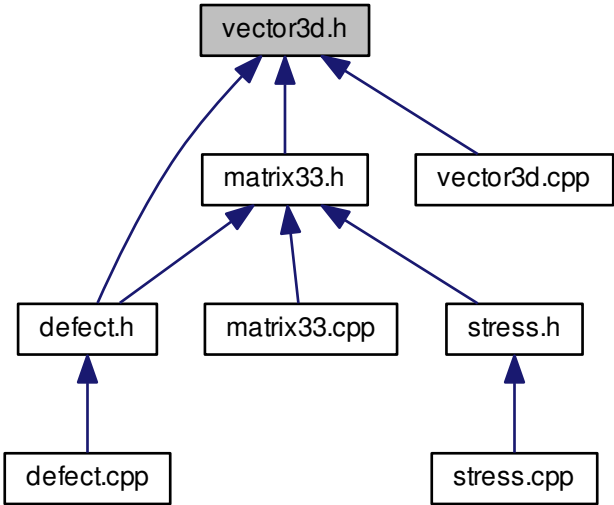 vector3d.h
matrix33.h
vector3d.cpp
defect.h
matrix33.cpp
stress.h
defect.cpp
stress.cpp